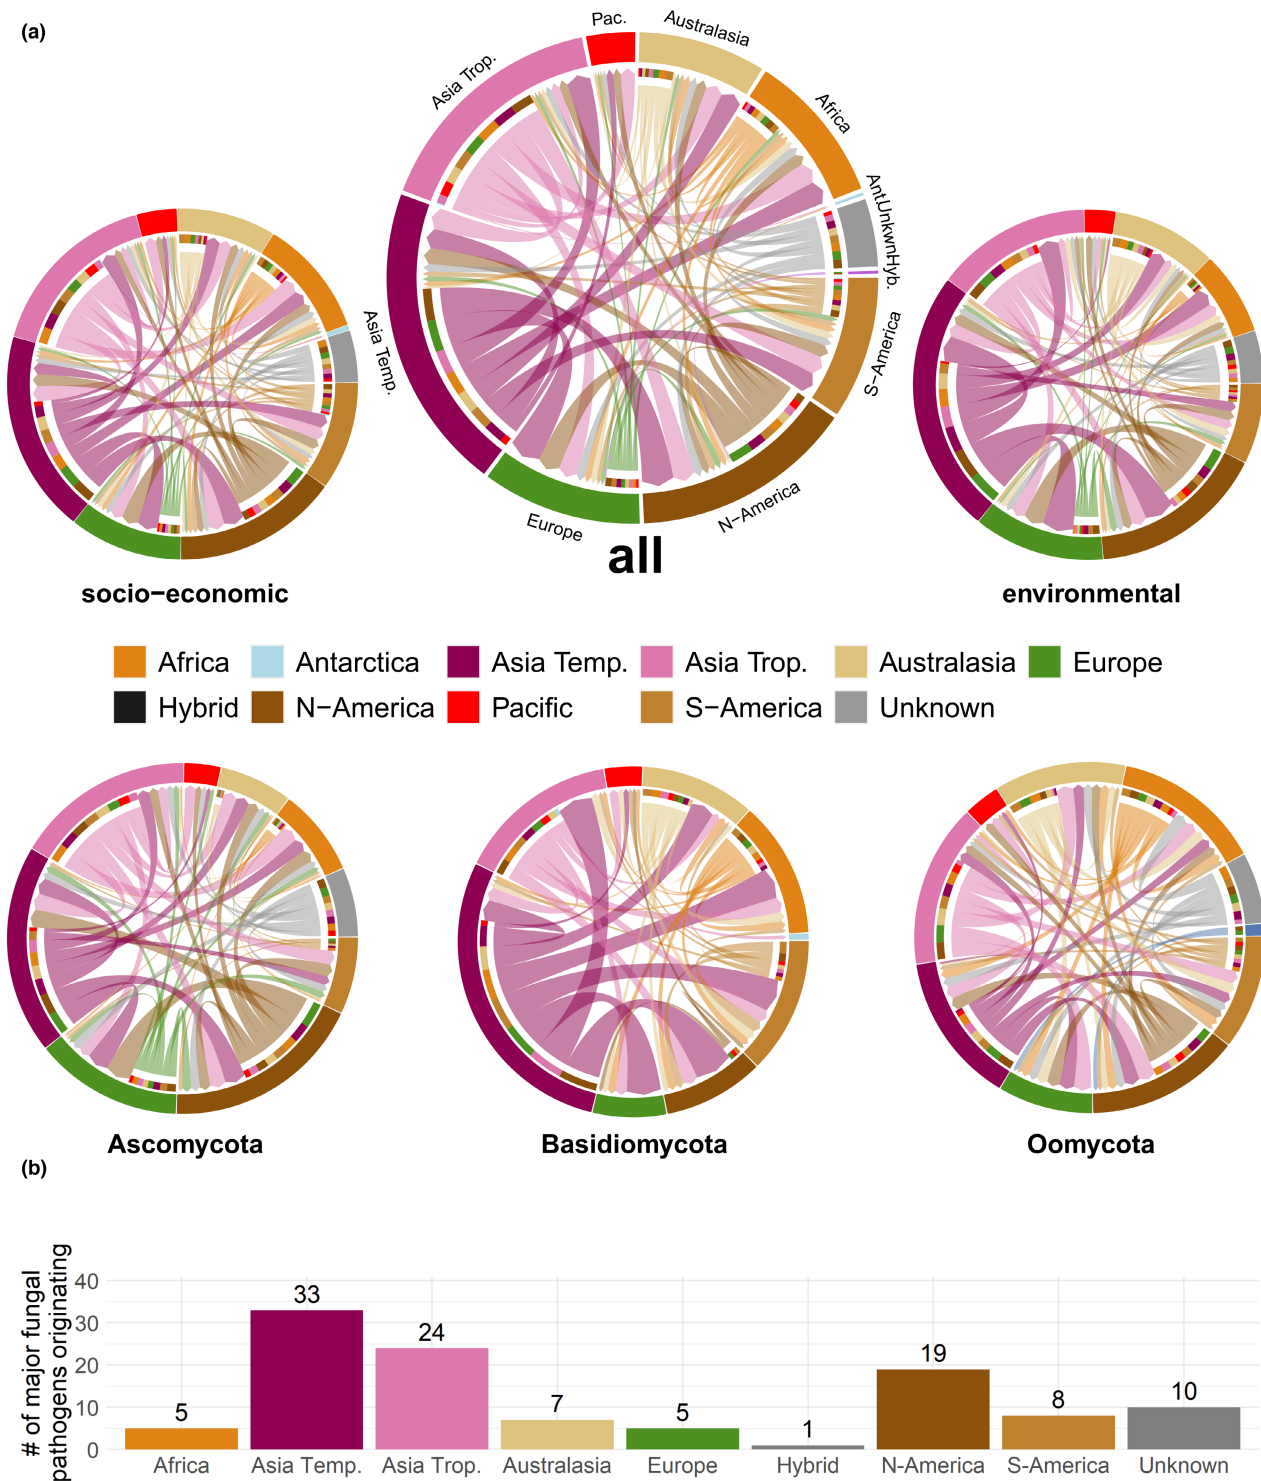 (a)
Pac.
Australasia
Asia Trop.
Africa
Ant.
Unkwn
Hyb.
Asia Temp.
S−America
Europe
N−America
all
socio−economic
environmental
Africa Antarctica Asia Temp. Asia Trop. Australasia Europe
Hybrid N−America Pacific S−America Unknown
Ascomycota
Basidiomycota
Oomycota
(b)
# of major fungal
pathogens originating
40
30
20
10
0
5
33
24
7
5
1
19
8
10
Africa Asia Temp. Asia Trop. Australasia Europe Hybrid N-America S-America Unknown